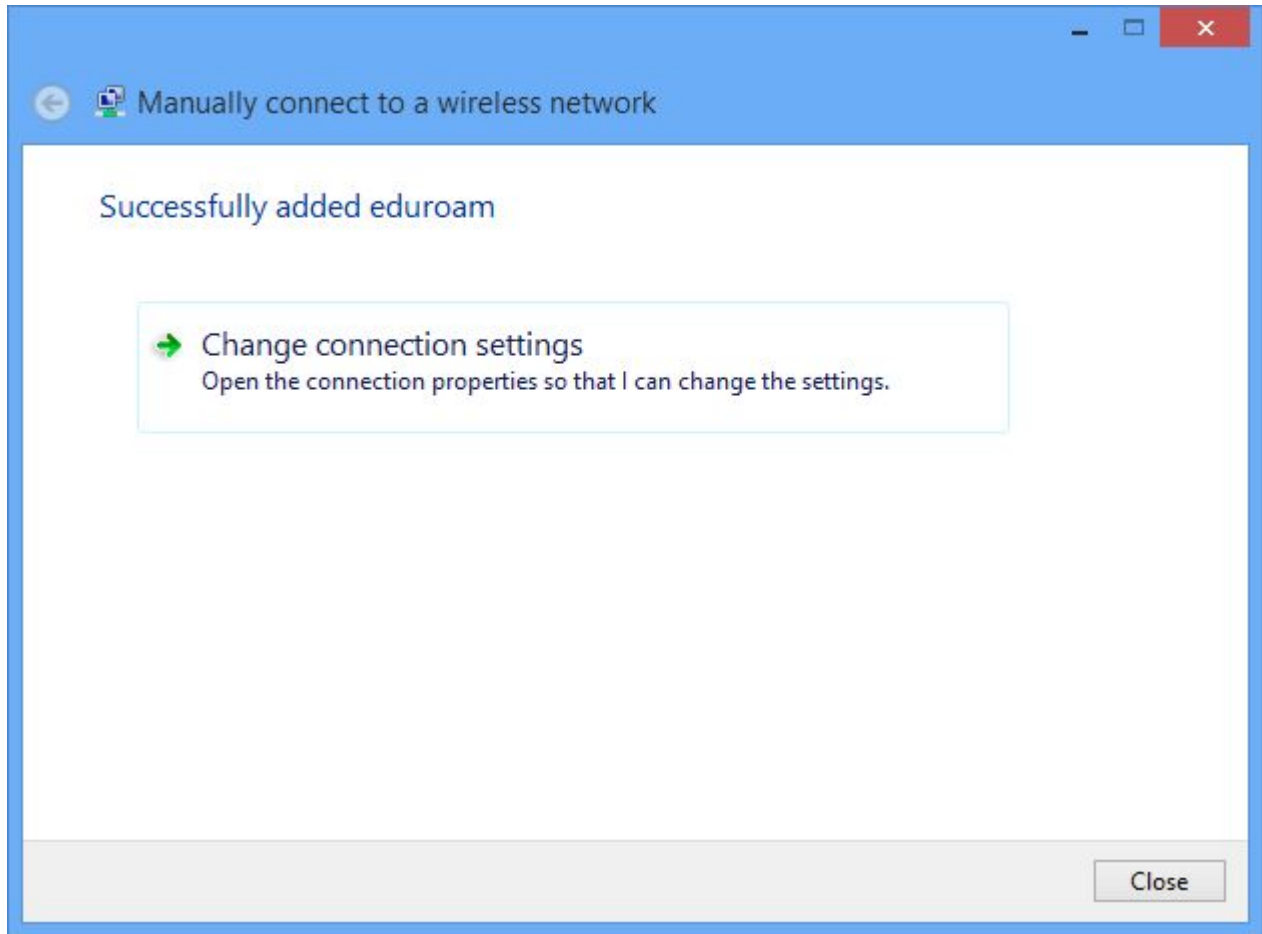 Manually connect to a wireless network
Successfully added eduroam
Change connection settings
Open the connection properties so that I can change the settings.
Close